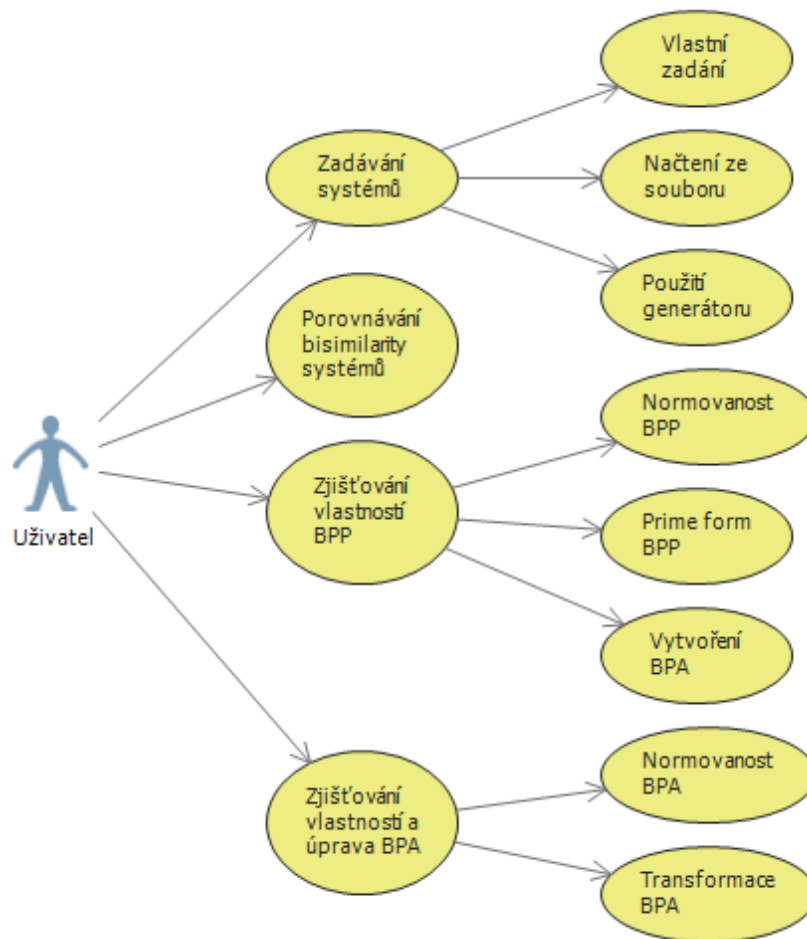 Vlastní
zadání
Zadávání
systémů
Načtení ze
souboru
Použití
generátoru
Porovnávání
bisimilarity
systémů
Normovanost
BPP
Zjišťování
vlastností
BPP
Prime form
BPP
Uživatel
Vytvoření
BPA
Normovanost
BPA
Zjišťování
vlastností a
úprava BPA
Transformace
BPA